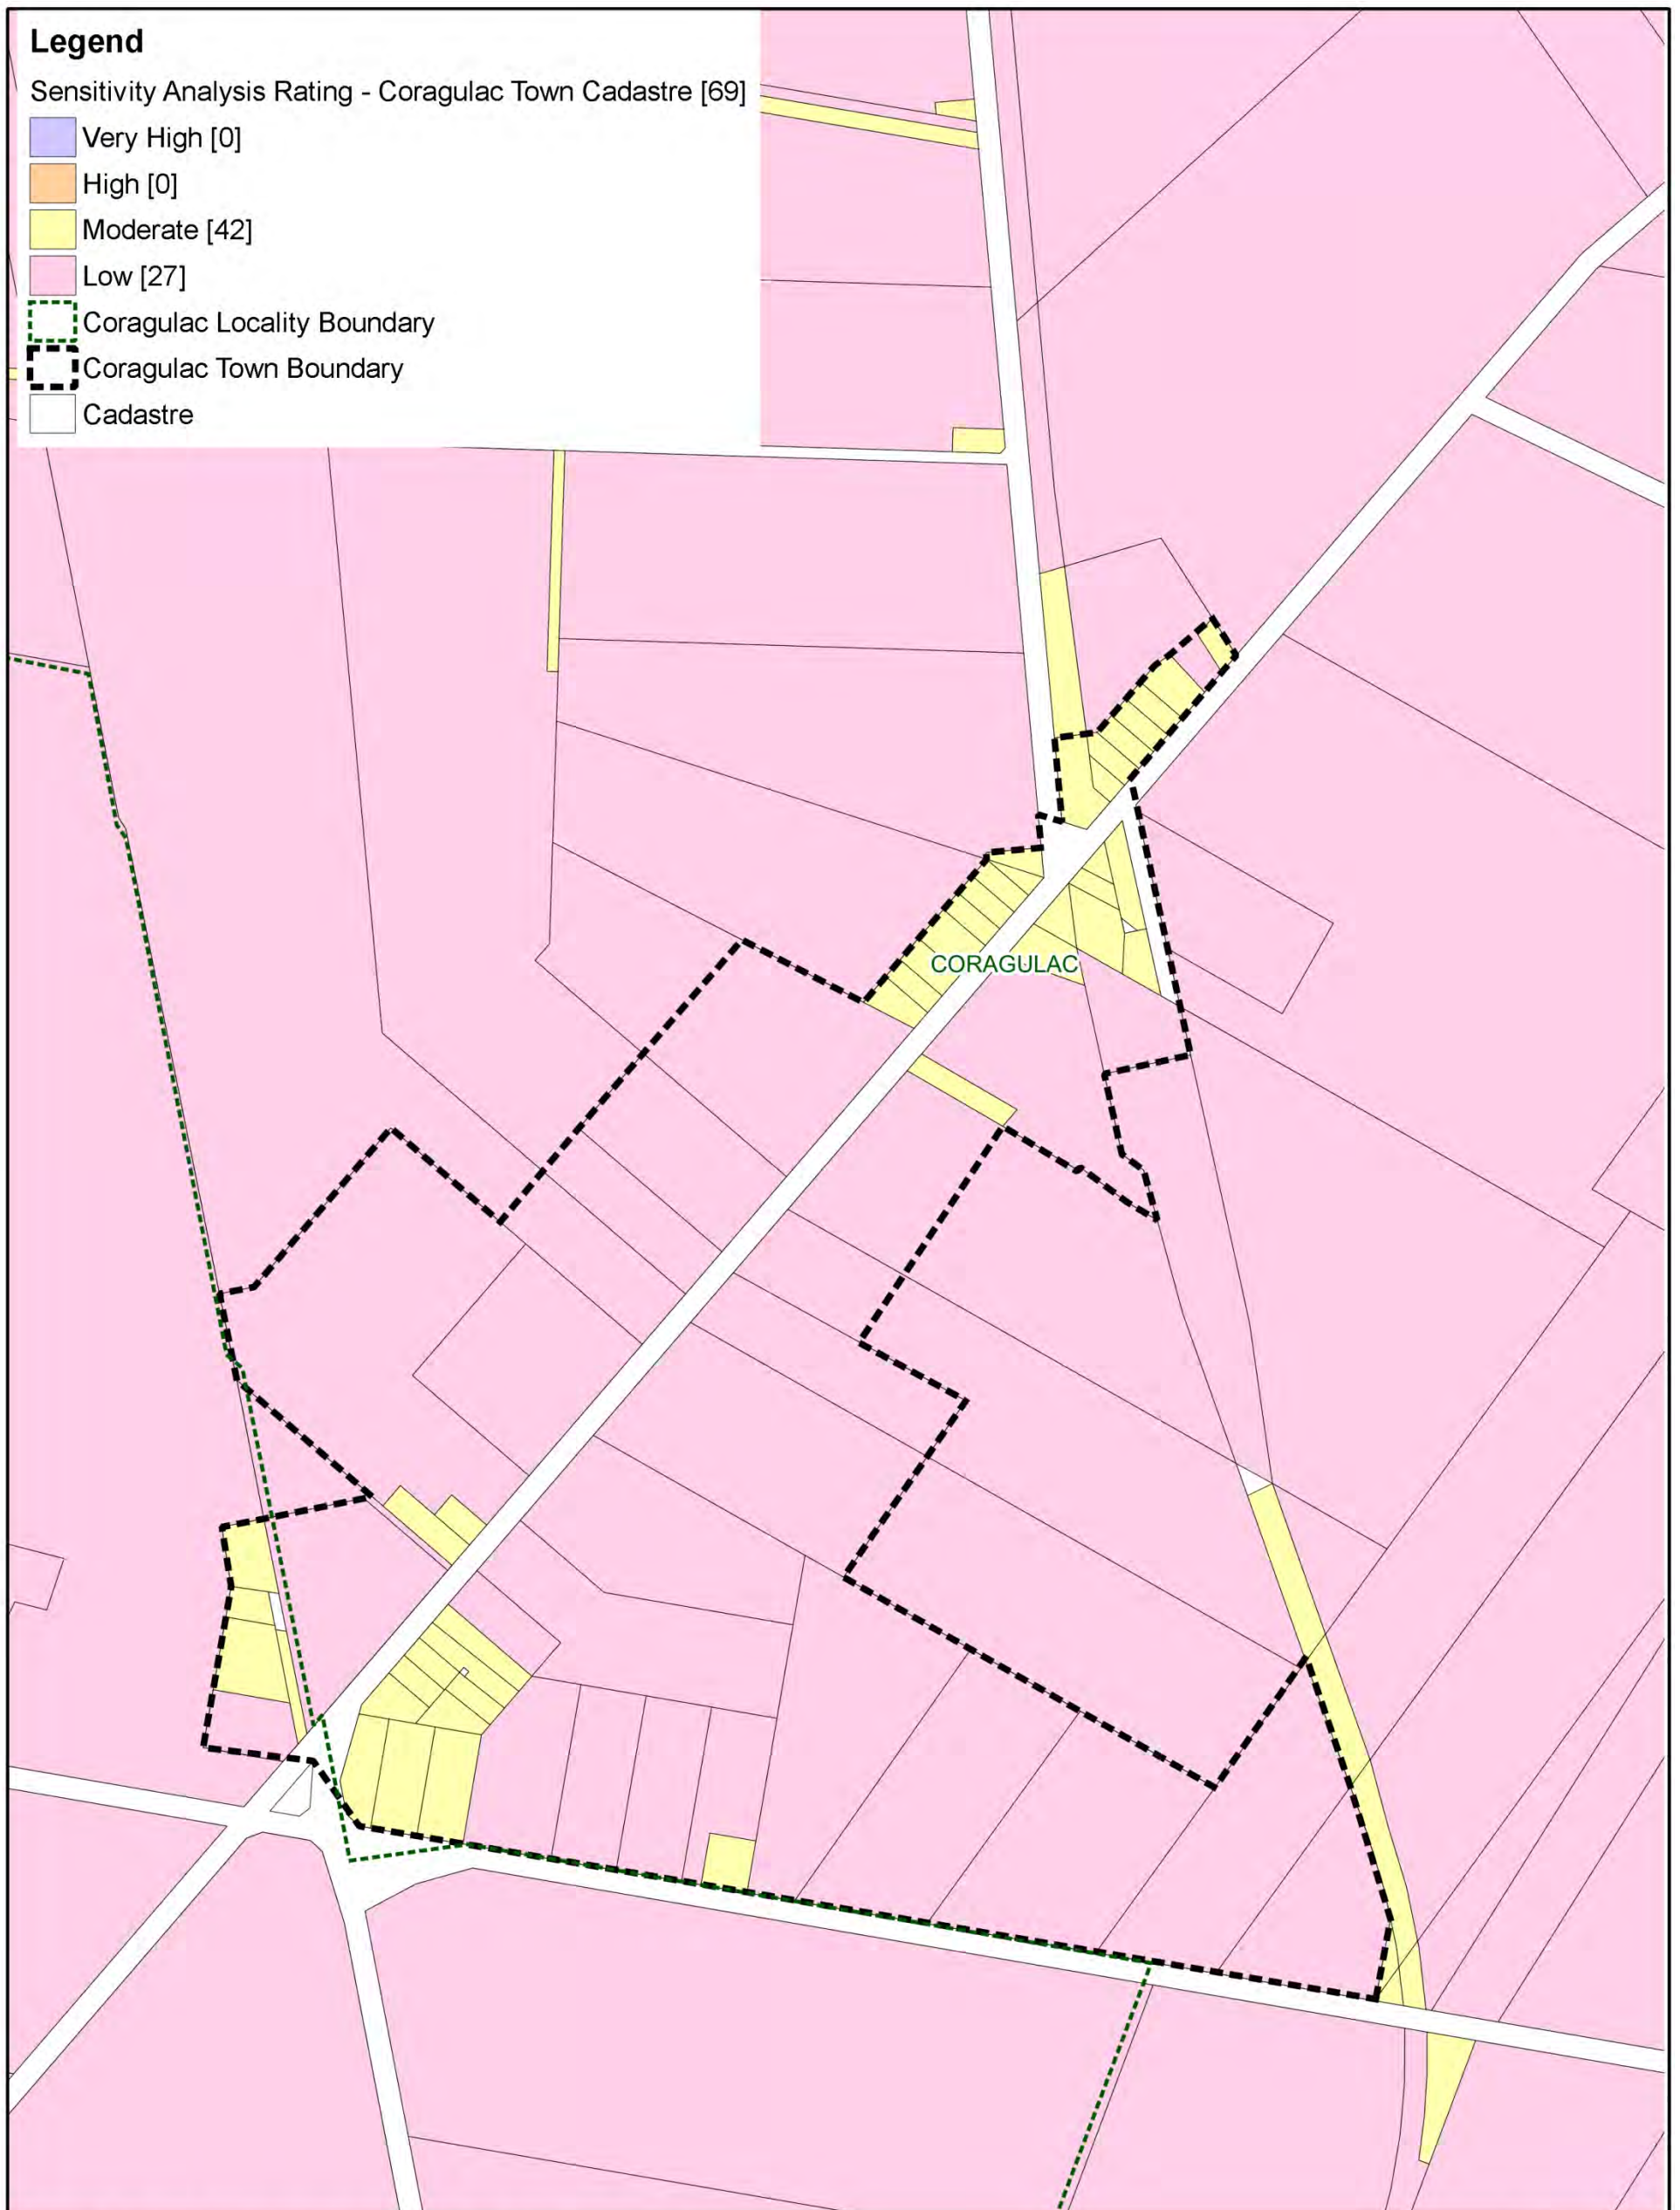 Legend
Sensitivity Analysis Rating - Coragulac Town Cadastre [69]
Very High [0]
High [0]
Moderate [42]
Low [27]
Coragulac Locality Boundary
Coragulac Town Boundary
Cadastre
CORAGULAC